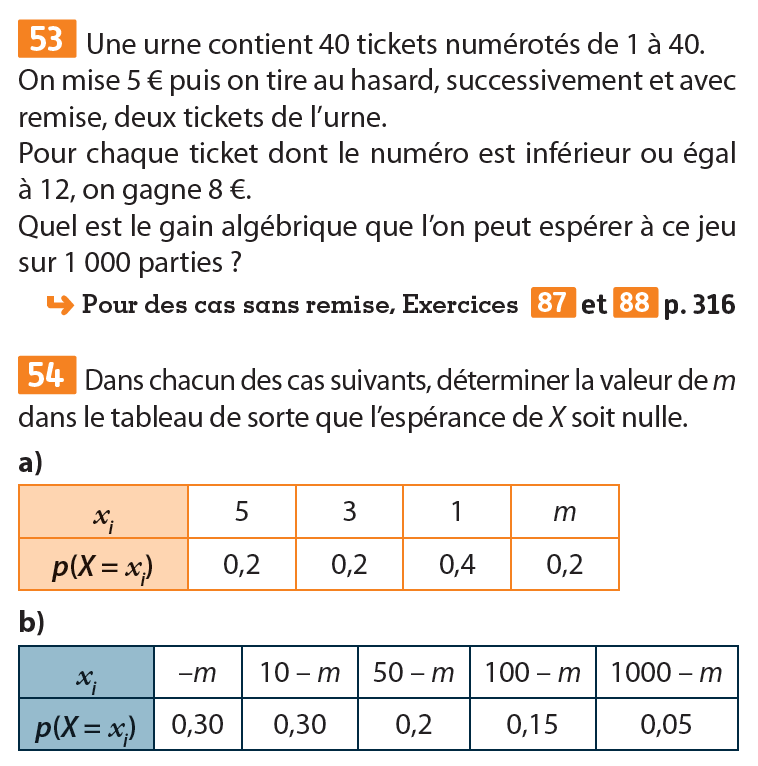 53 Une urne contient 40 tickets numérotés de 1 à 40.
On mise 5 € puis on tire au hasard, successivement et avec
remise, deux tickets de l’urne.
Pour chaque ticket dont le numéro est inférieur ou égal
à 12, on gagne 8 €.
Quel est le gain algébrique que l’on peut espérer à ce jeu
sur 1 000 parties ?
↪ Pour des cas sans remise, Exercices 87 et 88 p. 316
54 Dans chacun des cas suivants, déterminer la valeur de m
dans le tableau de sorte que l’espérance de X soit nulle.
a)
xᵢ 5 3 1 m
p(X = xᵢ) 0,2 0,2 0,4 0,2
b)
xᵢ –m 10 – m 50 – m 100 – m 1000 – m
p(X = xᵢ) 0,30 0,30 0,2 0,15 0,05